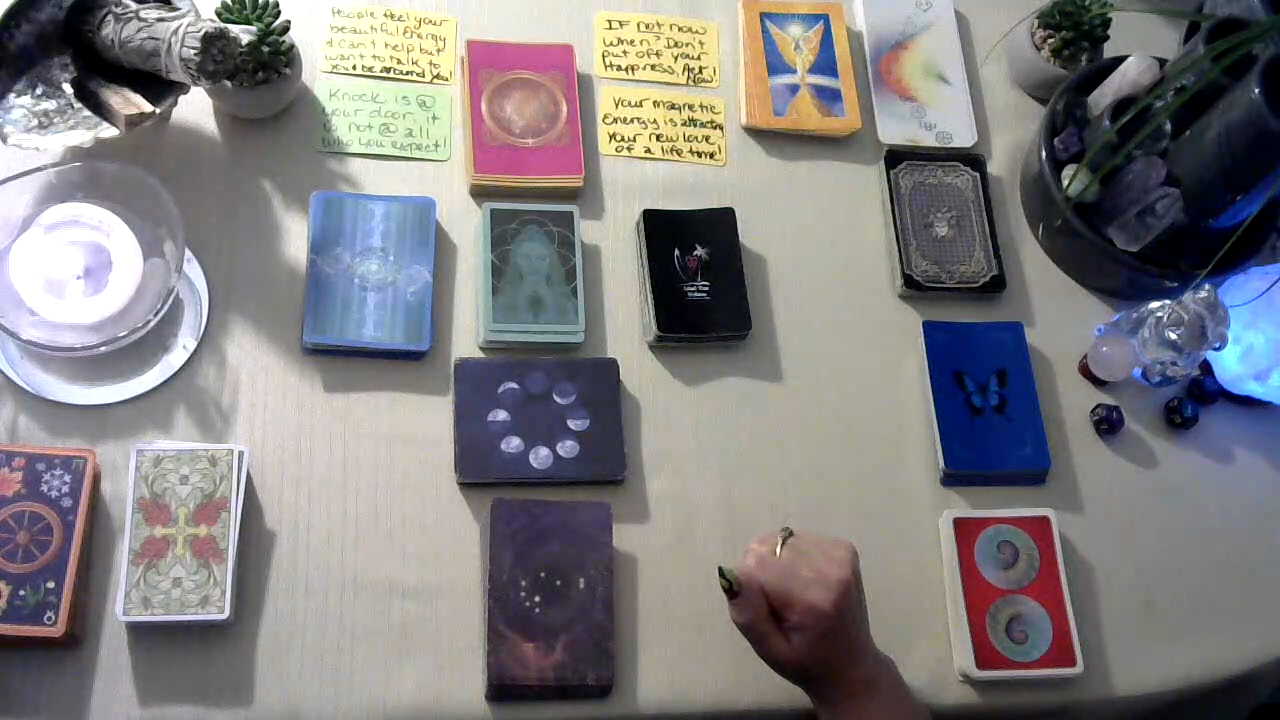 People feel your
beautiful Energy
& can't help but
want to talk to
You & be around You
Knock is @
your door, it
is not @ all
who you expect!
IF not now
when? Don't
put off your
Happiness, Act
Now!
Your magnetic
Energy is attracting
Your new love
of a life time!